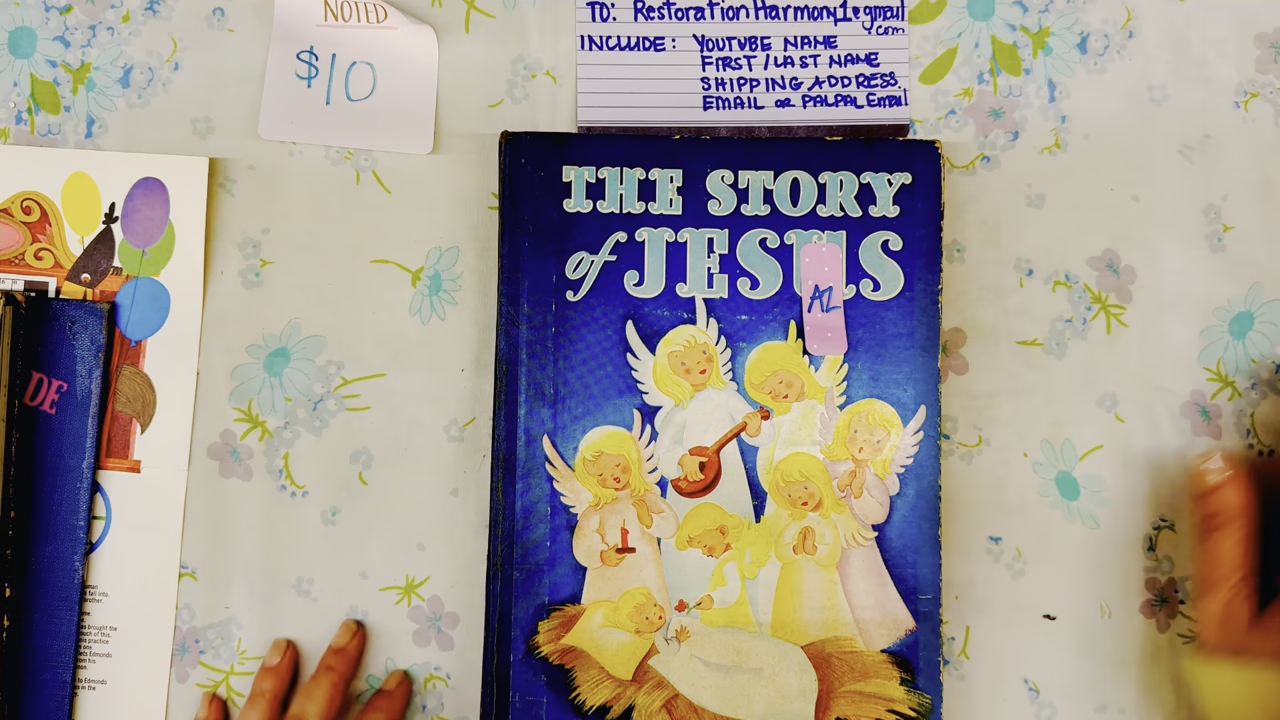 NOTED
$10
TO: RestorationHarmony1@gmail
com
INCLUDE: YOUTUBE NAME
FIRST/LAST NAME
SHIPPING ADDRESS.
EMAIL or PALPAL Email
THE STORY
of JESUS
AZ
DE